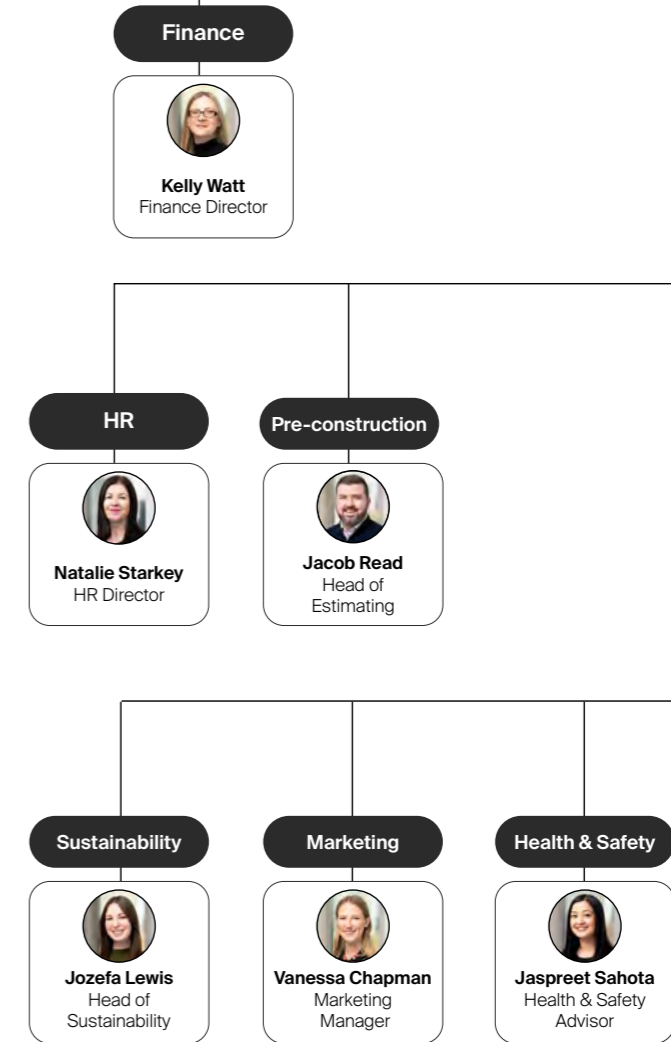 Finance
Kelly Watt
Finance Director
HR
Pre-construction
Natalie Starkey
HR Director
Jacob Read
Head of
Estimating
Sustainability
Marketing
Health & Safety
Jozefa Lewis
Head of
Sustainability
Vanessa Chapman
Marketing
Manager
Jaspreet Sahota
Health & Safety
Advisor